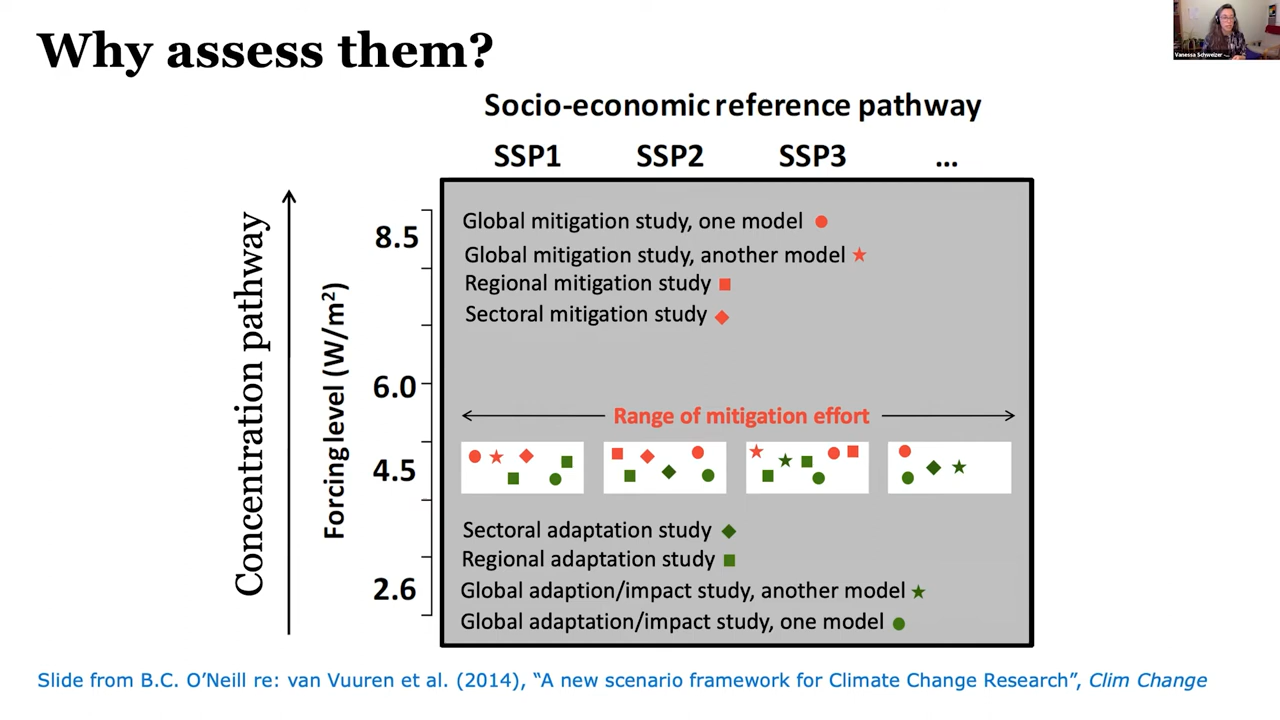 Why assess them?
Vanessa Schweizer
Socio-economic reference pathway
SSP1 SSP2 SSP3 ...
Concentration pathway
Forcing level (W/m²)
8.5
6.0
4.5
2.6
Global mitigation study, one model
Global mitigation study, another model
Regional mitigation study
Sectoral mitigation study
Range of mitigation effort
Sectoral adaptation study
Regional adaptation study
Global adaption/impact study, another model
Global adaptation/impact study, one model
Slide from B.C. O’Neill re: van Vuuren et al. (2014), “A new scenario framework for Climate Change Research”, Clim Change